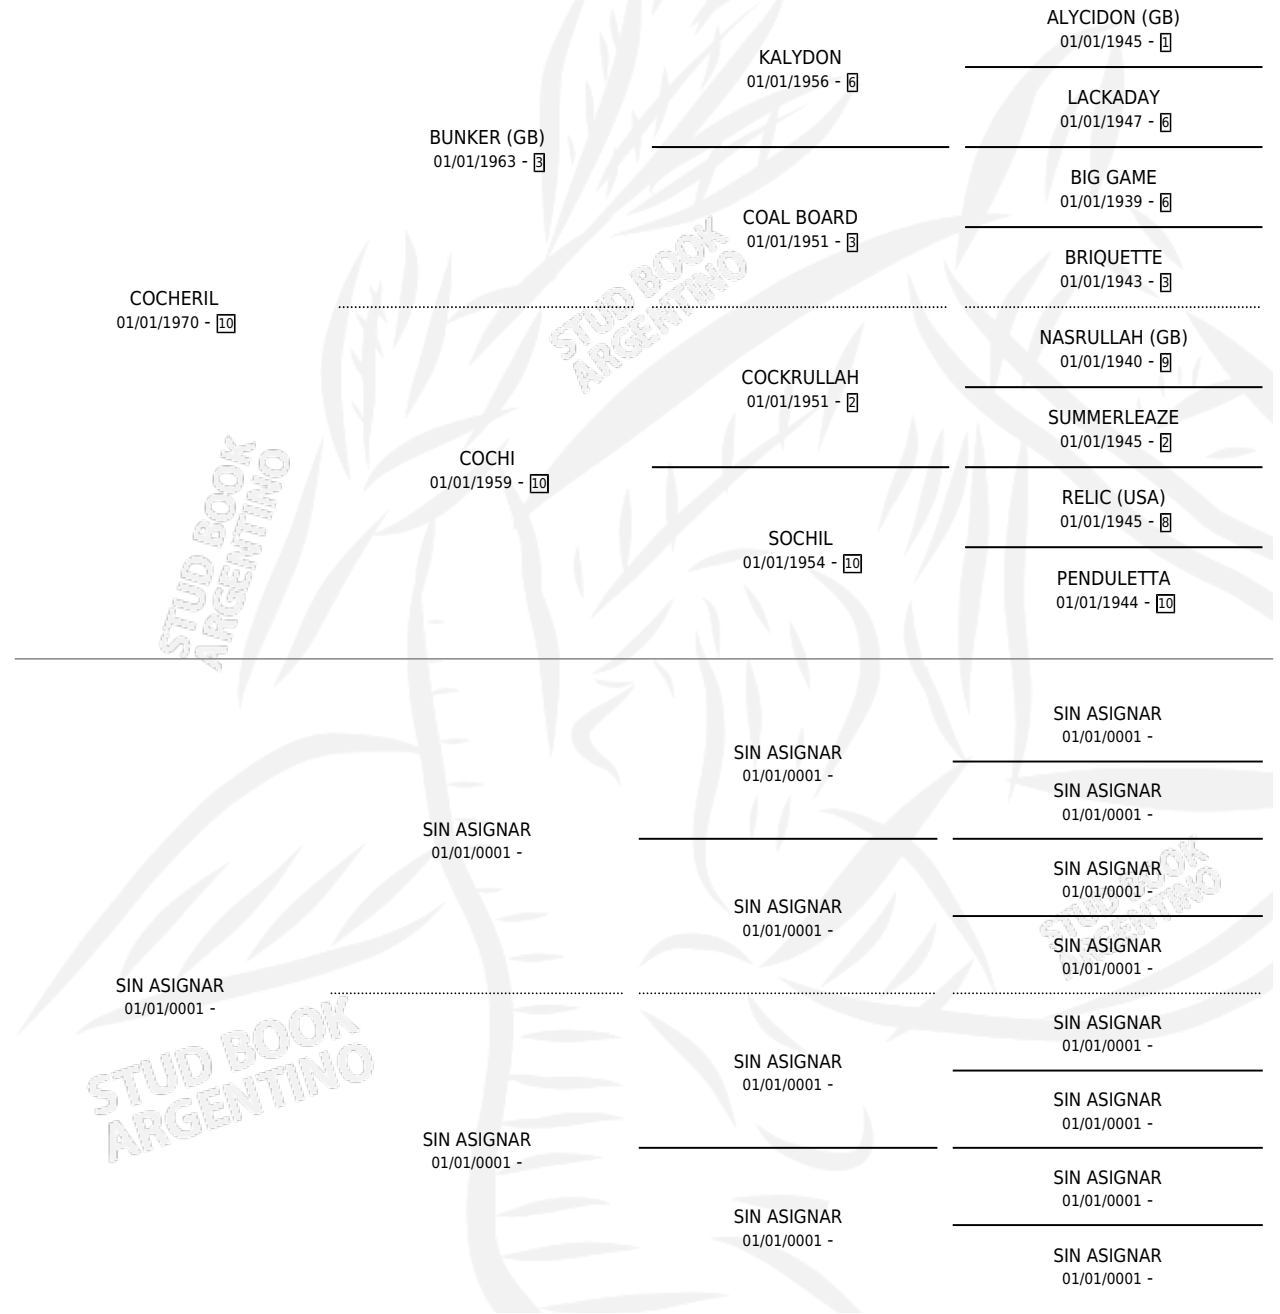 ALYCIDON (GB)
01/01/1945 - 1
KALYDON
01/01/1956 - 6
LACKADAY
01/01/1947 - 6
BUNKER (GB)
01/01/1963 - 3
BIG GAME
01/01/1939 - 6
COAL BOARD
01/01/1951 - 3
BRIQUETTE
01/01/1943 - 3
COCHERIL
01/01/1970 - 10
NASRULLAH (GB)
01/01/1940 - 9
COCKRULLAH
01/01/1951 - 2
SUMMERLEAZE
01/01/1945 - 2
COCHI
01/01/1959 - 10
RELIC (USA)
01/01/1945 - 8
SOCHIL
01/01/1954 - 10
PENDULETTA
01/01/1944 - 10
STUD BOOK
ARGENTINO
STUD BOOK
ARGENTINO
SIN ASIGNAR
01/01/0001 -
SIN ASIGNAR
01/01/0001 -
SIN ASIGNAR
01/01/0001 -
SIN ASIGNAR
01/01/0001 -
SIN ASIGNAR
01/01/0001 -
SIN ASIGNAR
01/01/0001 -
SIN ASIGNAR
01/01/0001 -
SIN ASIGNAR
01/01/0001 -
SIN ASIGNAR
01/01/0001 -
SIN ASIGNAR
01/01/0001 -
SIN ASIGNAR
01/01/0001 -
SIN ASIGNAR
01/01/0001 -
SIN ASIGNAR
01/01/0001 -
SIN ASIGNAR
01/01/0001 -
SIN ASIGNAR
01/01/0001 -
STUD BOOK
ARGENTINO
STUD BOOK
ARGENTINO